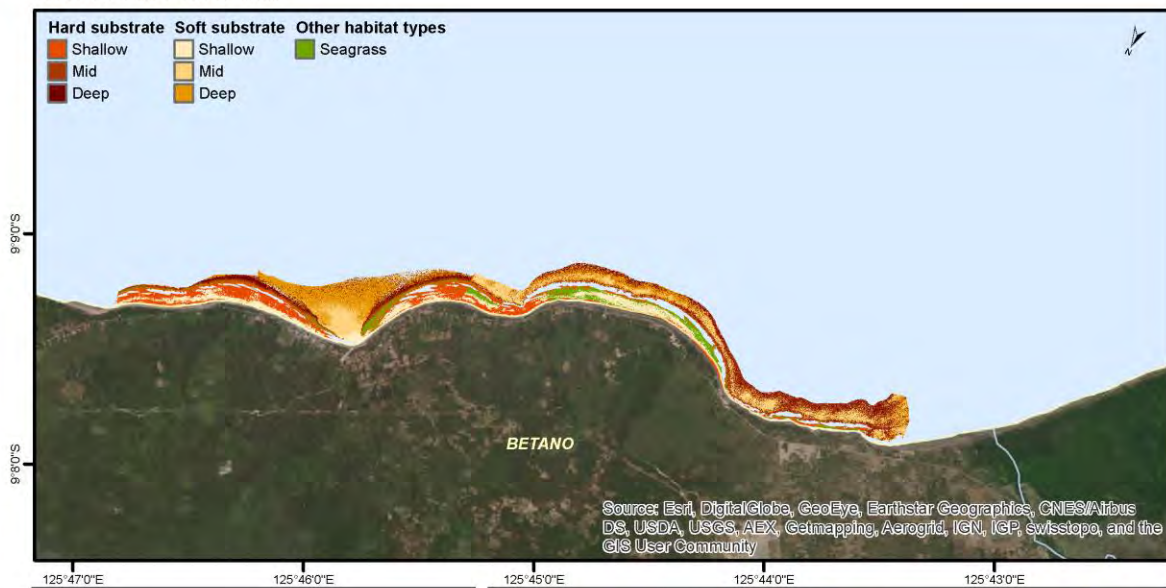 Hard substrate Soft substrate Other habitat types
Shallow Shallow Seagrass
Mid Mid
Deep Deep
N
9°9'0"S
9°8'0"S
BETANO
Source: Esri, DigitalGlobe, GeoEye, Earthstar Geographics, CNES/Airbus
DS, USDA, USGS, AEX, Getmapping, Aerogrid, IGN, IGP, swisstopo, and the
GIS User Community
125°47'0"E 125°46'0"E 125°45'0"E 125°44'0"E 125°43'0"E